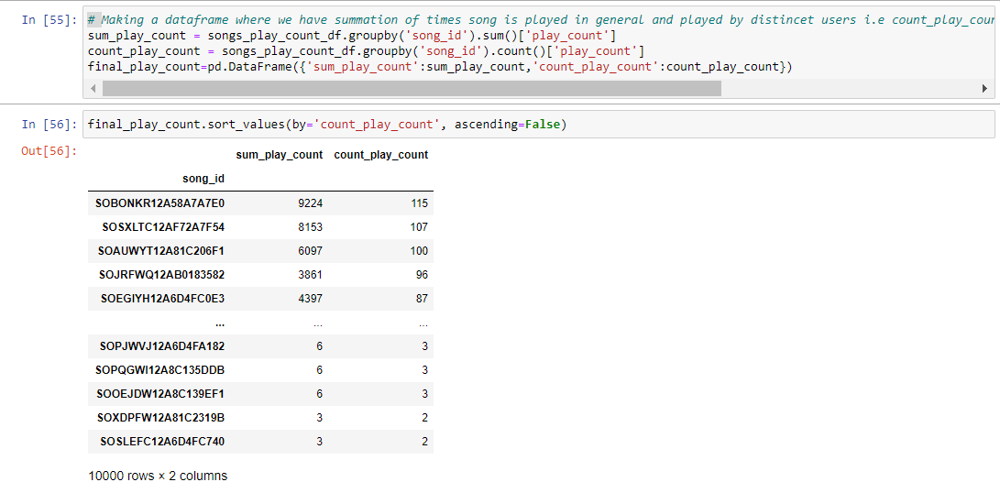 In [55]: # Making a dataframe where we have summation of times song is played in general and played by distincet users i.e count_play_coun
sum_play_count = songs_play_count_df.groupby('song_id').sum()['play_count']
count_play_count = songs_play_count_df.groupby('song_id').count()['play_count']
final_play_count=pd.DataFrame({'sum_play_count':sum_play_count,'count_play_count':count_play_count})
In [56]: final_play_count.sort_values(by='count_play_count', ascending=False)
Out[56]:
sum_play_count count_play_count
song_id
SOBONKR12A58A7A7E0 9224 115
SOSXLTC12AF72A7F54 8153 107
SOAUWYT12A81C206F1 6097 100
SOJRFWQ12AB0183582 3861 96
SOEGIYH12A6D4FC0E3 4397 87
... ... ...
SOPJWVJ12A6D4FA182 6 3
SOPQGWI12A8C135DDB 6 3
SOOEJDW12A8C139EF1 6 3
SOXDPFW12A81C2319B 3 2
SOSLEFC12A6D4FC740 3 2
10000 rows × 2 columns